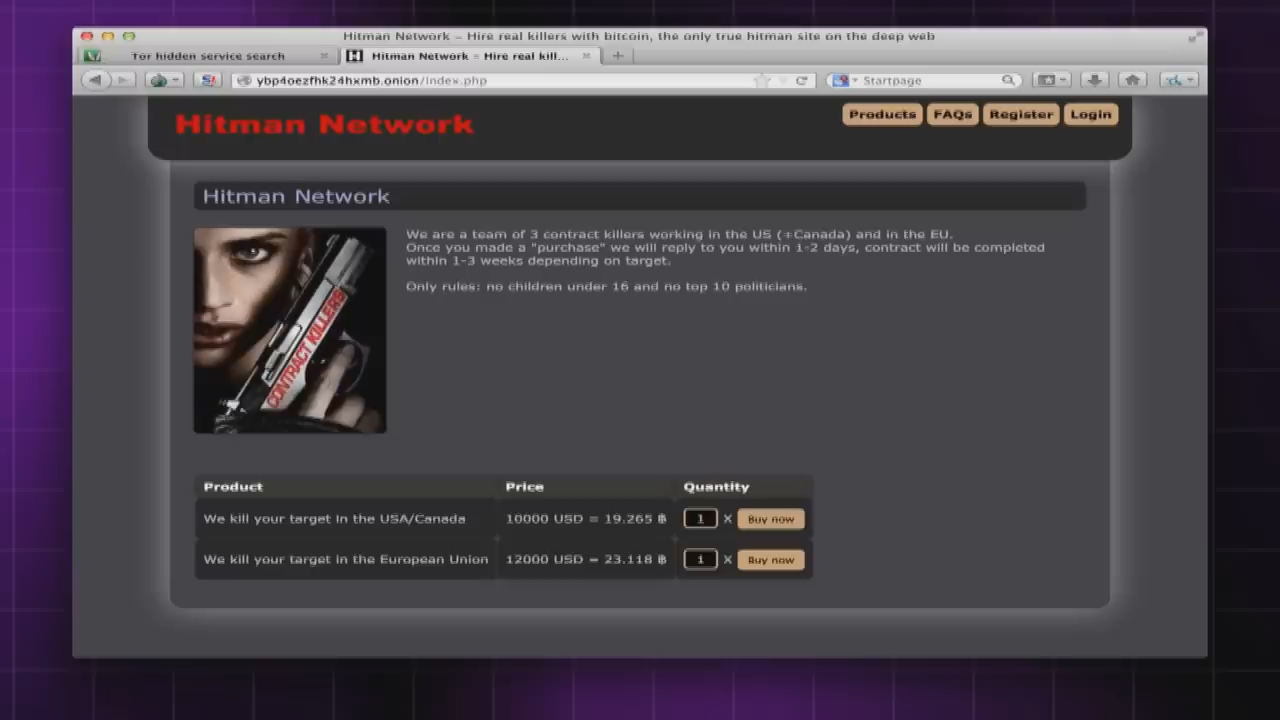 Hitman Network – Hire real killers with bitcoin, the only true hitman site on the deep web
Tor hidden service search
Hitman Network – Hire real kill...
ybp4oezfhk24hxmb.onion/index.php
Startpage
Hitman Network
Products FAQs Register Login
Hitman Network
We are a team of 3 contract killers working in the US (+Canada) and in the EU.
Once you made a "purchase" we will reply to you within 1-2 days, contract will be completed
within 1-3 weeks depending on target.
Only rules: no children under 16 and no top 10 politicians.
CONTRACT KILLERS
Product Price Quantity
We kill your target in the USA/Canada 10000 USD = 19.265 ฿ 1 X Buy now
We kill your target in the European Union 12000 USD = 23.118 ฿ 1 X Buy now